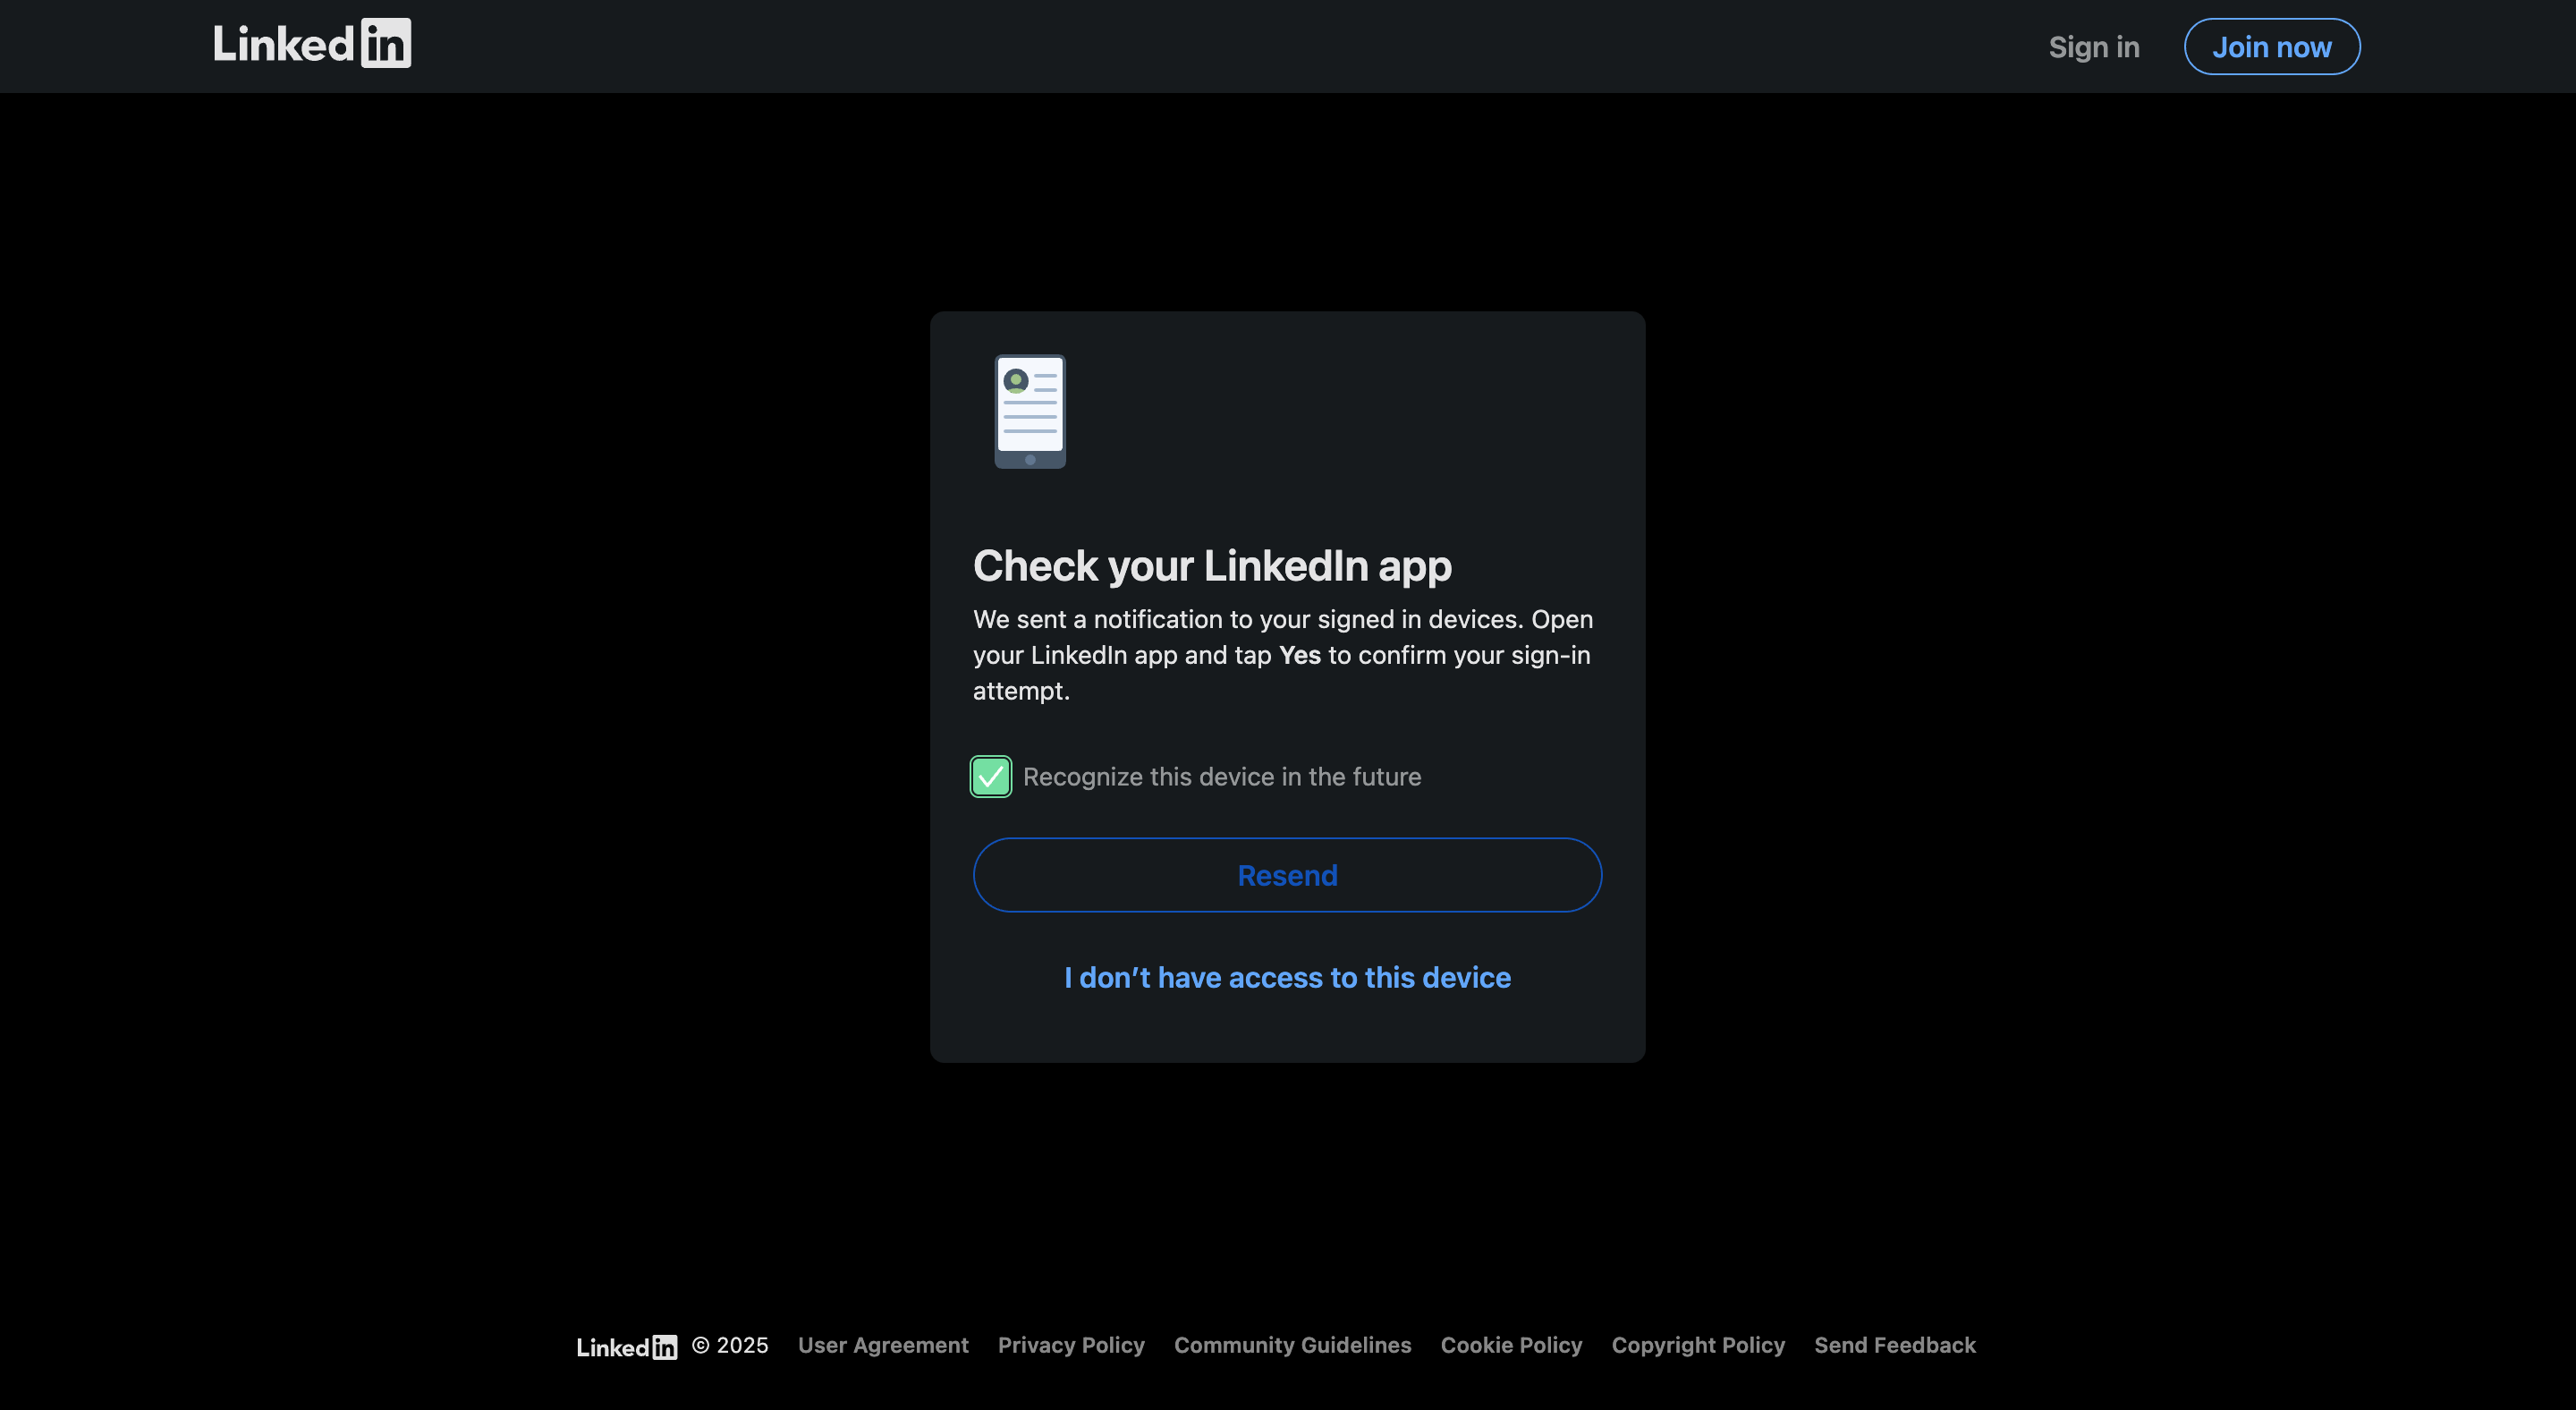 LinkedIn
Sign in
Join now
Check your LinkedIn app
We sent a notification to your signed in devices. Open
your LinkedIn app and tap Yes to confirm your sign-in
attempt.
Recognize this device in the future
Resend
I don’t have access to this device
LinkedIn © 2025 User Agreement Privacy Policy Community Guidelines Cookie Policy Copyright Policy Send Feedback